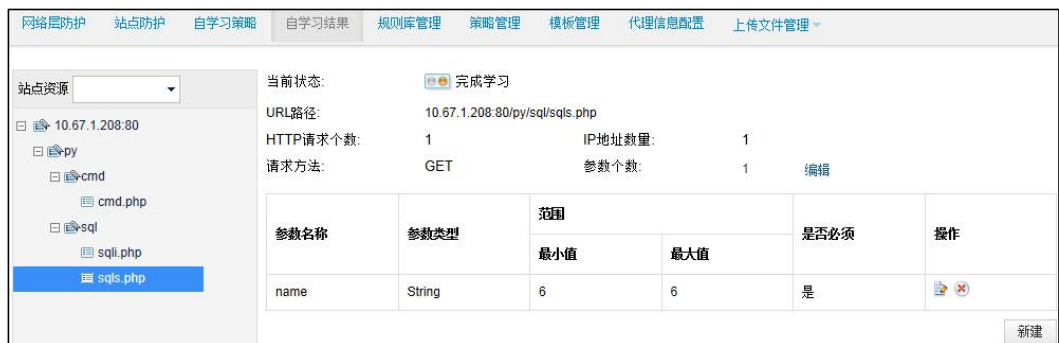 网络层防护 站点防护 自学习策略 自学习结果 规则库管理 策略管理 模板管理 代理信息配置 上传文件管理
站点资源
10.67.1.208:80
py
cmd
cmd.php
sql
sqli.php
sqls.php
当前状态: 完成学习
URL路径: 10.67.1.208:80/py/sql/sqls.php
HTTP请求个数: 1 IP地址数量: 1
请求方法: GET 参数个数: 1 编辑
参数名称 参数类型 范围 是否必须 操作
最小值 最大值
name String 6 6 是
新建